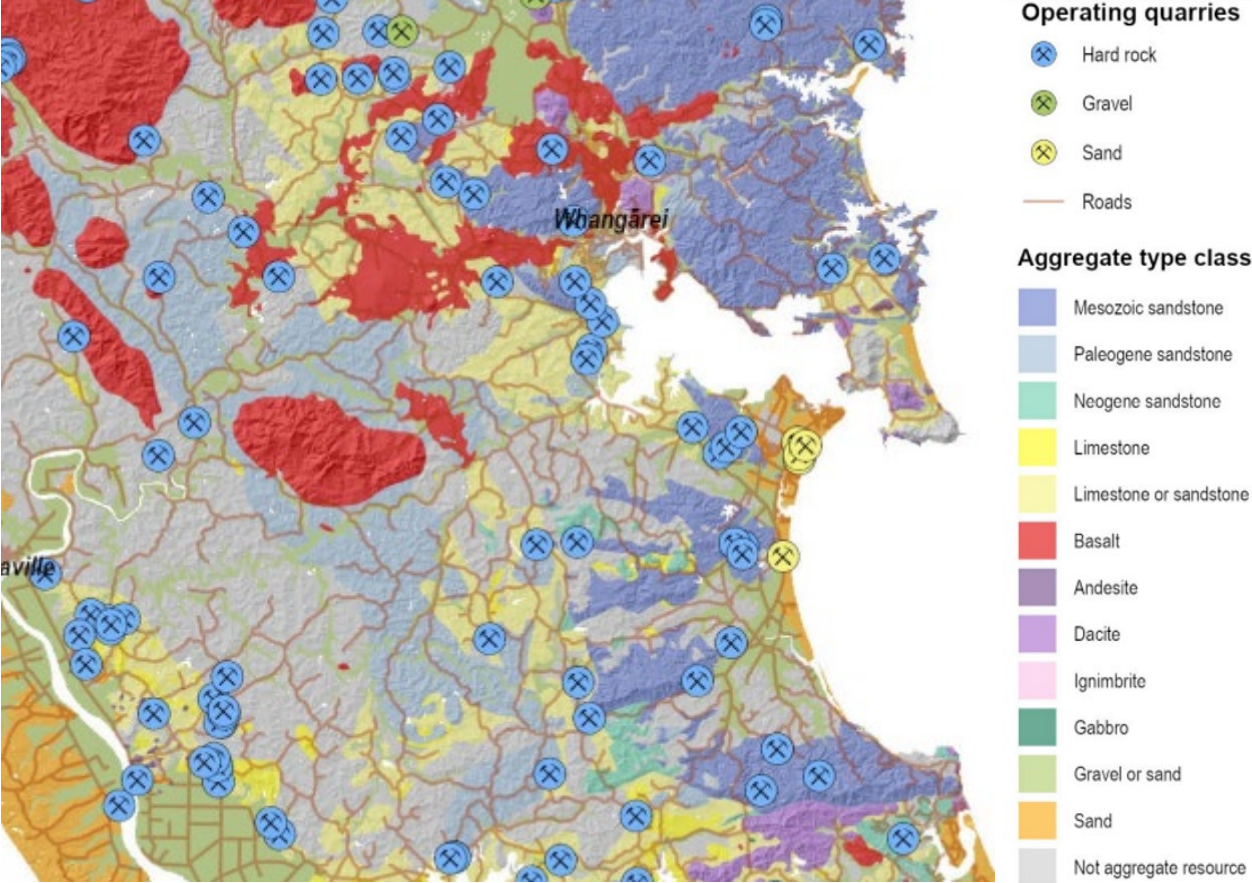 Operating quarries
Hard rock
Gravel
Sand
Roads
Whangārei
Aggregate type class
Mesozoic sandstone
Paleogene sandstone
Neogene sandstone
Limestone
Limestone or sandstone
Basalt
aville
Andesite
Dacite
Ignimbrite
Gabbro
Gravel or sand
Sand
Not aggregate resource